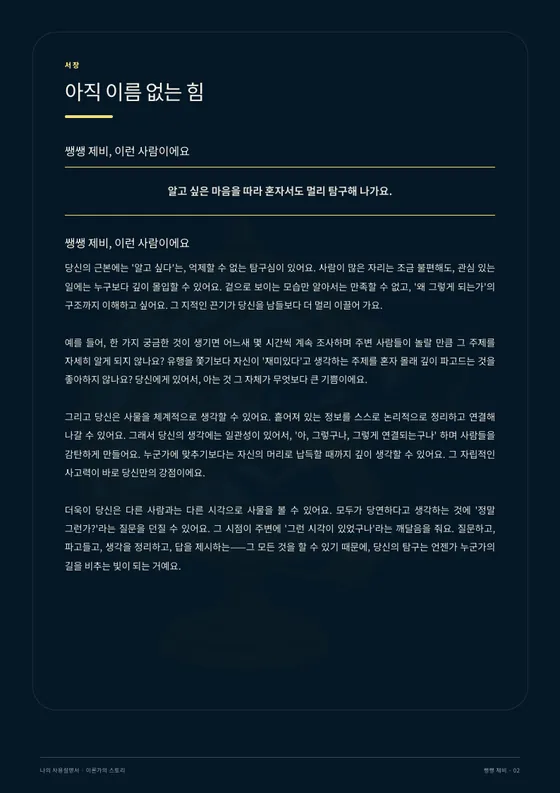 서장
아직 이름 없는 힘
쌩쌩 제비, 이런 사람이에요
알고 싶은 마음을 따라 혼자서도 멀리 탐구해 나가요.
쌩쌩 제비, 이런 사람이에요
당신의 근본에는 '알고 싶다'는, 억제할 수 없는 탐구심이 있어요. 사람이 많은 자리는 조금 불편해도, 관심 있는
일에는 누구보다 깊이 몰입할 수 있어요. 겉으로 보이는 모습만 알아서는 만족할 수 없고, '왜 그렇게 되는가'의
구조까지 이해하고 싶어요. 그 지적인 끈기가 당신을 남들보다 더 멀리 이끌어 가요.
예를 들어, 한 가지 궁금한 것이 생기면 어느새 몇 시간씩 계속 조사하며 주변 사람들이 놀랄 만큼 그 주제를
자세히 알게 되지 않나요? 유행을 쫓기보다 자신이 '재미있다'고 생각하는 주제를 혼자 몰래 깊이 파고드는 것을
좋아하지 않나요? 당신에게 있어서, 아는 것 그 자체가 무엇보다 큰 기쁨이에요.
그리고 당신은 사물을 체계적으로 생각할 수 있어요. 흩어져 있는 정보를 스스로 논리적으로 정리하고 연결해
나갈 수 있어요. 그래서 당신의 생각에는 일관성이 있어서, '아, 그렇구나, 그렇게 연결되는구나' 하며 사람들을
감탄하게 만들어요. 누군가에 맞추기보다는 자신의 머리로 납득할 때까지 깊이 생각할 수 있어요. 그 자립적인
사고력이 바로 당신만의 강점이에요.
더욱이 당신은 다른 사람과는 다른 시각으로 사물을 볼 수 있어요. 모두가 당연하다고 생각하는 것에 '정말
그런가?'라는 질문을 던질 수 있어요. 그 시점이 주변에 '그런 시각이 있었구나'라는 깨달음을 줘요. 질문하고,
파고들고, 생각을 정리하고, 답을 제시하는──그 모든 것을 할 수 있기 때문에, 당신의 탐구는 언젠가 누군가의
길을 비추는 빛이 되는 거예요.
나의 사용설명서 · 이론가의 스토리
쌩쌩 제비 · 02